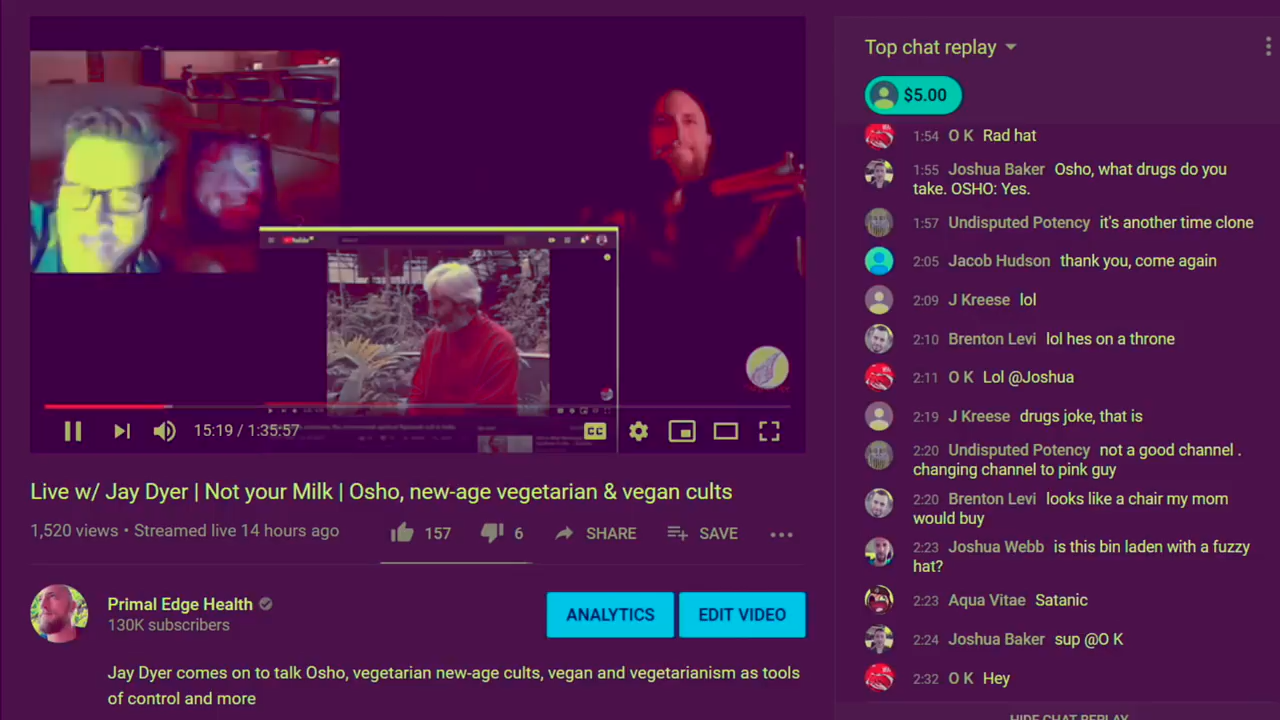 Top chat replay
$5.00
1:54 O K Rad hat
1:55 Joshua Baker Osho, what drugs do you
take. OSHO: Yes.
1:57 Undisputed Potency it's another time clone
2:05 Jacob Hudson thank you, come again
2:09 J Kreese lol
2:10 Brenton Levi lol hes on a throne
2:11 O K Lol @Joshua
2:19 J Kreese drugs joke, that is
2:20 Undisputed Potency not a good channel .
changing channel to pink guy
2:20 Brenton Levi looks like a chair my mom
would buy
2:23 Joshua Webb is this bin laden with a fuzzy
hat?
2:23 Aqua Vitae Satanic
2:24 Joshua Baker sup @O K
2:32 O K Hey
HIDE CHAT REPLAY
YouTube
15:19 / 1:35:57
CC
Live w/ Jay Dyer | Not your Milk | Osho, new-age vegetarian & vegan cults
1,520 views • Streamed live 14 hours ago
157
6
SHARE
SAVE
Primal Edge Health
130K subscribers
ANALYTICS
EDIT VIDEO
Jay Dyer comes on to talk Osho, vegetarian new-age cults, vegan and vegetarianism as tools
of control and more